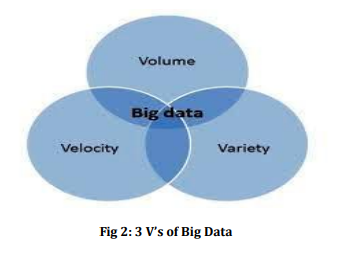 Volume
Big data
Velocity
Variety
Fig 2: 3 V's of Big Data